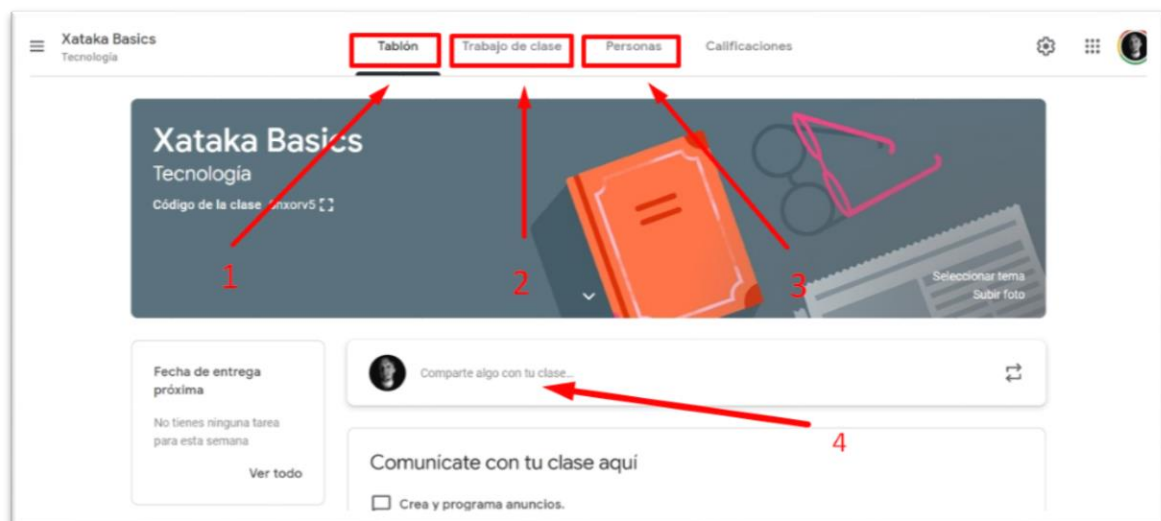 Xataka Basics
Tecnología
Tablón
Trabajo de clase
Personas
Calificaciones
Xataka Basics
Tecnología
Código de la clase nxorv5
1
2
3
Seleccionar tema
Subir foto
Fecha de entrega
próxima
No tienes ninguna tarea
para esta semana
Ver todo
Comparte algo con tu clase...
4
Comunícate con tu clase aquí
Crea y programa anuncios.